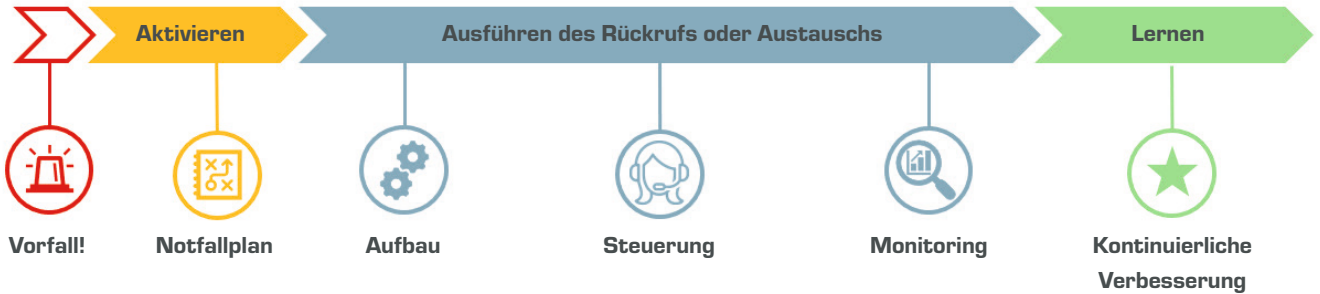 Aktivieren
Ausführen des Rückrufs oder Austauschs
Lernen
Vorfall!
Notfallplan
Aufbau
Steuerung
Monitoring
Kontinuierliche
Verbesserung